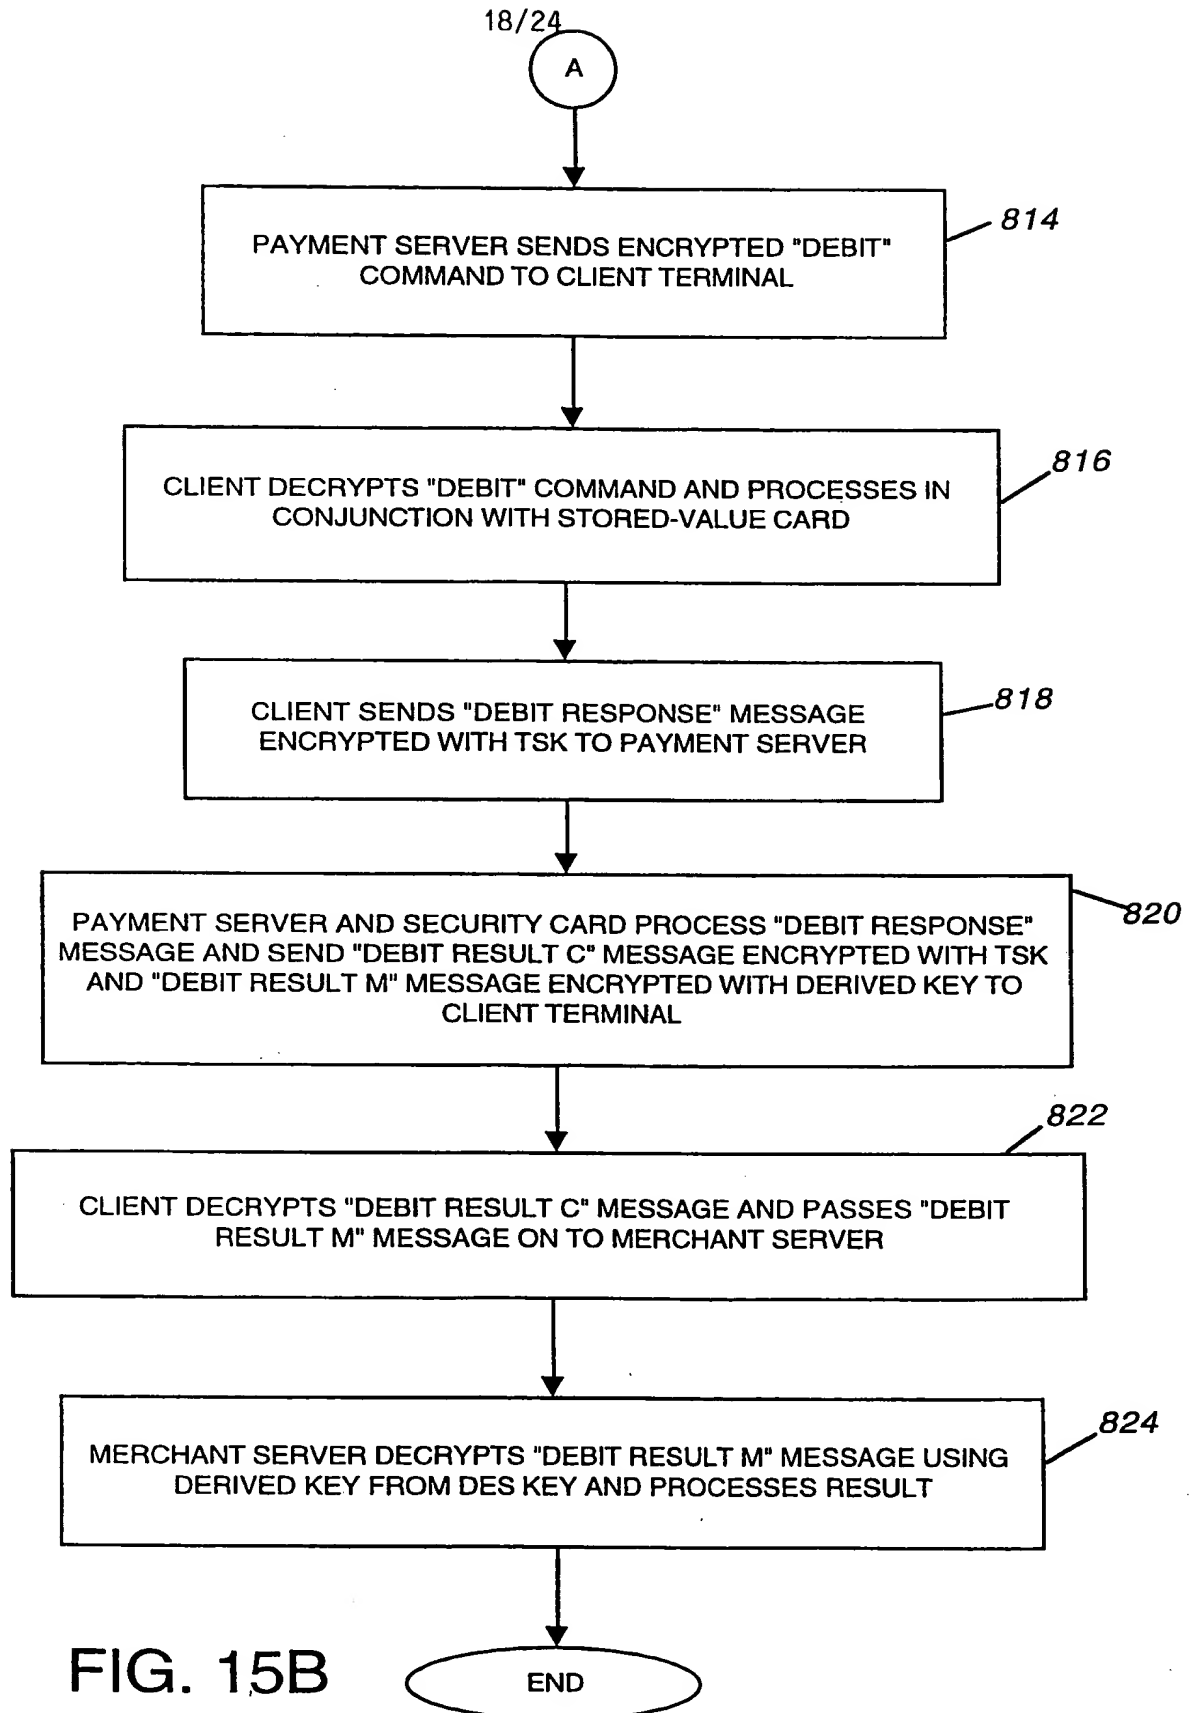 18/24
A
814
PAYMENT SERVER SENDS ENCRYPTED "DEBIT"
COMMAND TO CLIENT TERMINAL
816
CLIENT DECRYPTS "DEBIT" COMMAND AND PROCESSES IN
CONJUNCTION WITH STORED-VALUE CARD
818
CLIENT SENDS "DEBIT RESPONSE" MESSAGE
ENCRYPTED WITH TSK TO PAYMENT SERVER
820
PAYMENT SERVER AND SECURITY CARD PROCESS "DEBIT RESPONSE"
MESSAGE AND SEND "DEBIT RESULT C" MESSAGE ENCRYPTED WITH TSK
AND "DEBIT RESULT M" MESSAGE ENCRYPTED WITH DERIVED KEY TO
CLIENT TERMINAL
822
CLIENT DECRYPTS "DEBIT RESULT C" MESSAGE AND PASSES "DEBIT
RESULT M" MESSAGE ON TO MERCHANT SERVER
824
MERCHANT SERVER DECRYPTS "DEBIT RESULT M" MESSAGE USING
DERIVED KEY FROM DES KEY AND PROCESSES RESULT
END
FIG. 15B